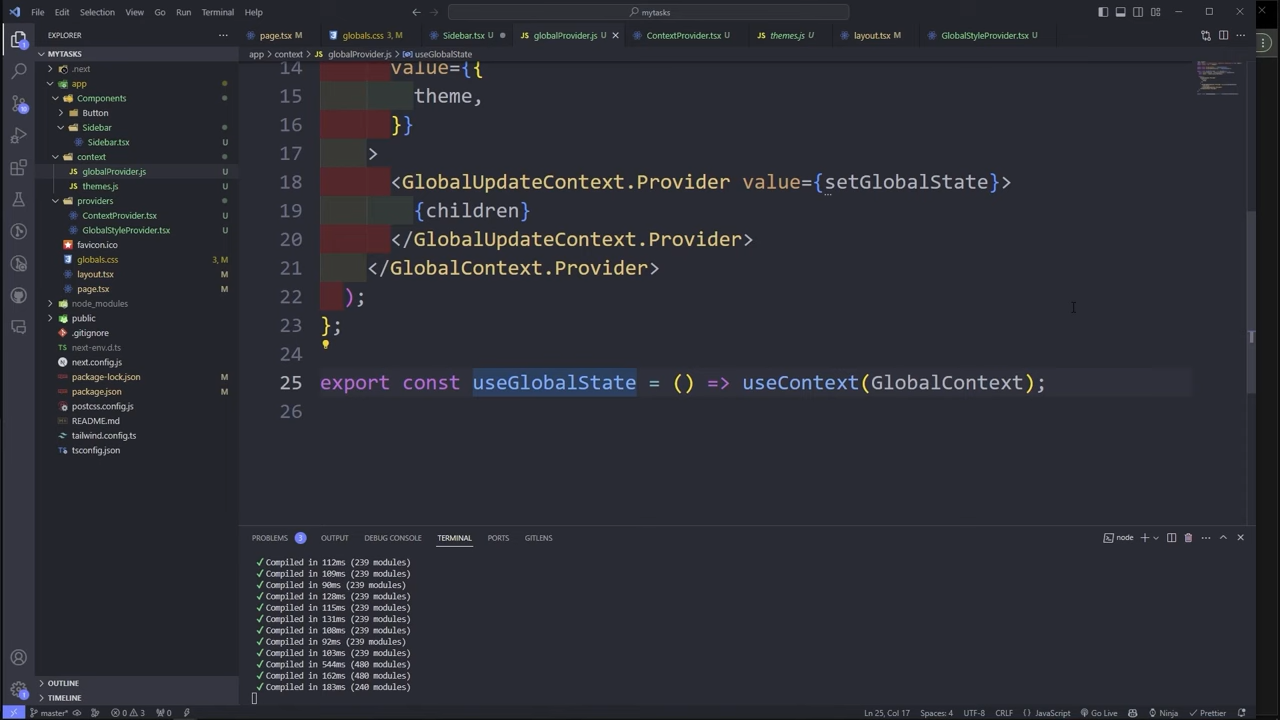 File Edit Selection View Go Run Terminal Help
mytasks
EXPLORER
MYTASKS
.next
app
Components
Button
Sidebar
Sidebar.tsx U
context
globalProvider.js U
themes.js U
providers
ContextProvider.tsx U
GlobalStyleProvider.tsx U
favicon.ico
globals.css 3, M
layout.tsx M
page.tsx M
node_modules
public
.gitignore
next-env.d.ts
next.config.js
package-lock.json M
package.json M
postcss.config.js
README.md
tailwind.config.ts
tsconfig.json
OUTLINE
TIMELINE
page.tsx M globals.css 3, M Sidebar.tsx U globalProvider.js U ContextProvider.tsx U themes.js U layout.tsx M GlobalStyleProvider.tsx U
app > context > JS globalProvider.js > useGlobalState
14 value={{
15 theme,
16 }}
17 >
18 <GlobalUpdateContext.Provider value={setGlobalState}>
19 {children}
20 </GlobalUpdateContext.Provider>
21 </GlobalContext.Provider>
22 );
23 };
24
25 export const useGlobalState = () => useContext(GlobalContext);
26
PROBLEMS 3 OUTPUT DEBUG CONSOLE TERMINAL PORTS GITLENS
node
✓ Compiled in 112ms (239 modules)
✓ Compiled in 109ms (239 modules)
✓ Compiled in 90ms (239 modules)
✓ Compiled in 128ms (239 modules)
✓ Compiled in 115ms (239 modules)
✓ Compiled in 131ms (239 modules)
✓ Compiled in 108ms (239 modules)
✓ Compiled in 92ms (239 modules)
✓ Compiled in 103ms (239 modules)
✓ Compiled in 544ms (480 modules)
✓ Compiled in 162ms (480 modules)
✓ Compiled in 183ms (240 modules)
master* 0 3 0 Ln 25, Col 17 Spaces: 4 UTF-8 CRLF {} JavaScript Go Live Ninja Prettier